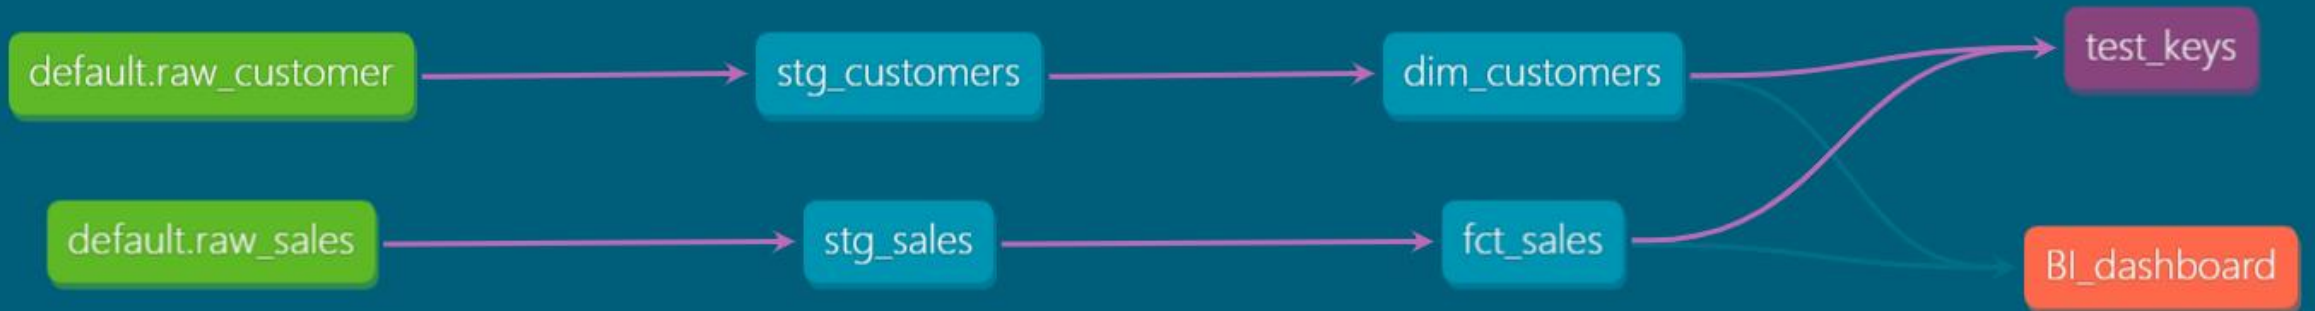 default.raw_customer
stg_customers
dim_customers
test_keys
default.raw_sales
stg_sales
fct_sales
BI_dashboard